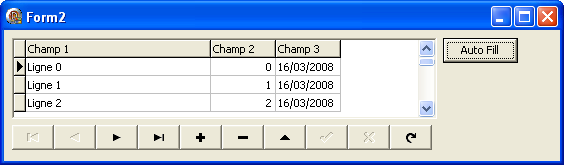 Form2
Champ 1 Champ 2 Champ 3
Auto Fill
Ligne 0 0 16/03/2008
Ligne 1 1 16/03/2008
Ligne 2 2 16/03/2008